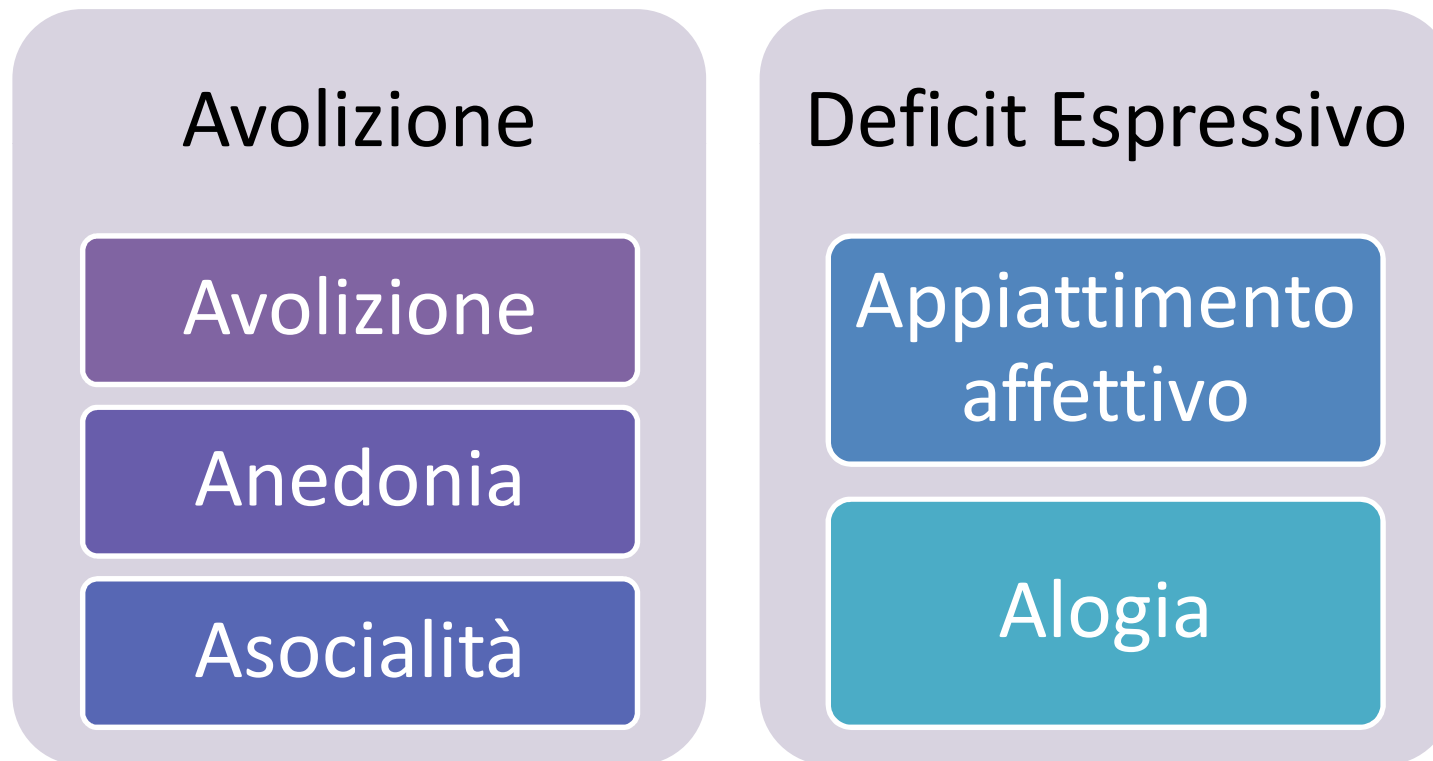 Avolizione
Avolizione
Anedonia
Asocialità
Deficit Espressivo
Appiattimento
affettivo
Alogia